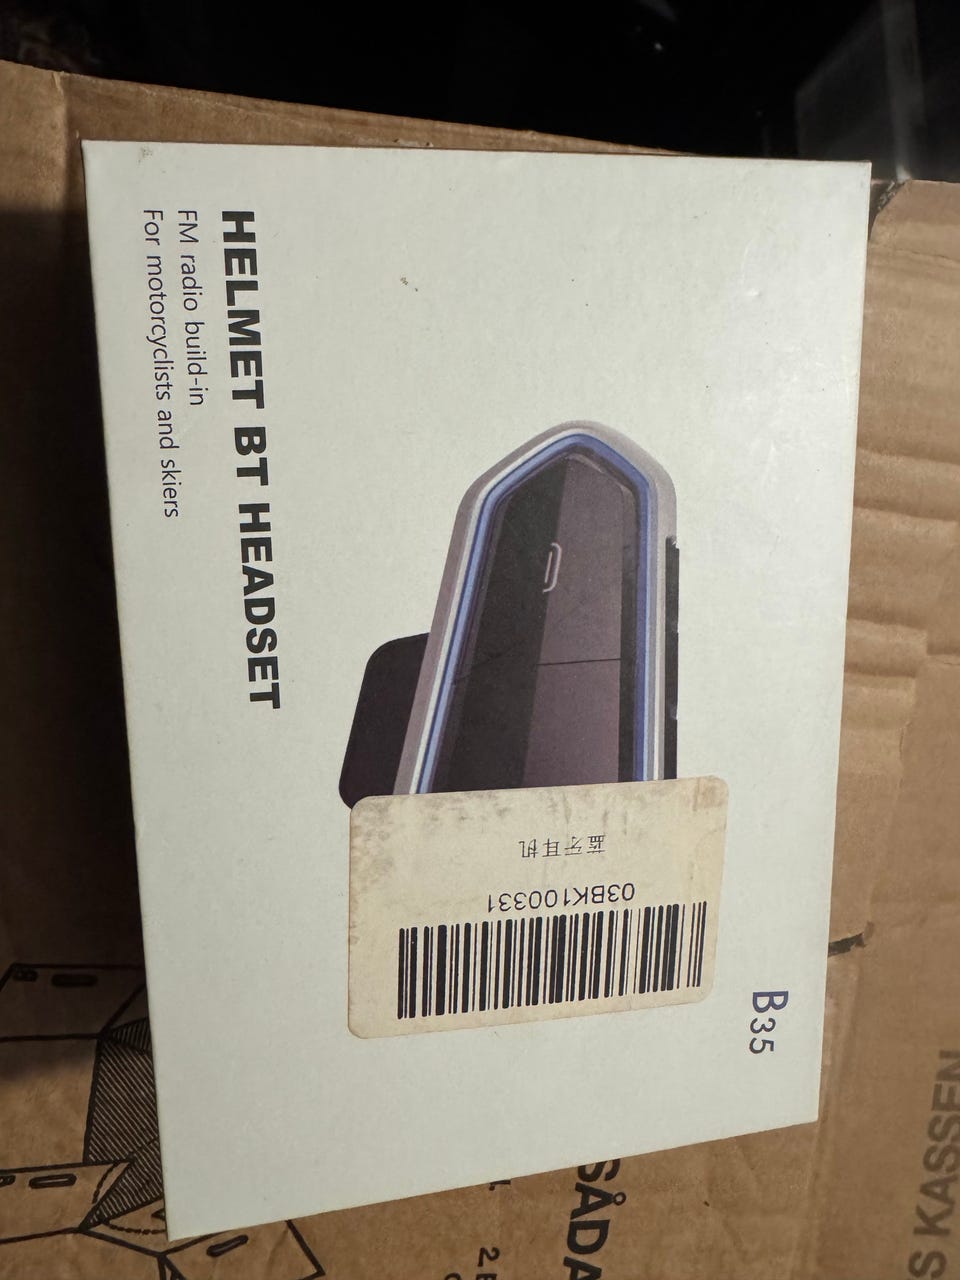 HELMET BT HEADSET
FM radio build-in
For motorcyclists and skiers
B35
蓝牙耳机
03BK100331
SÅDA
S KASSEN
2